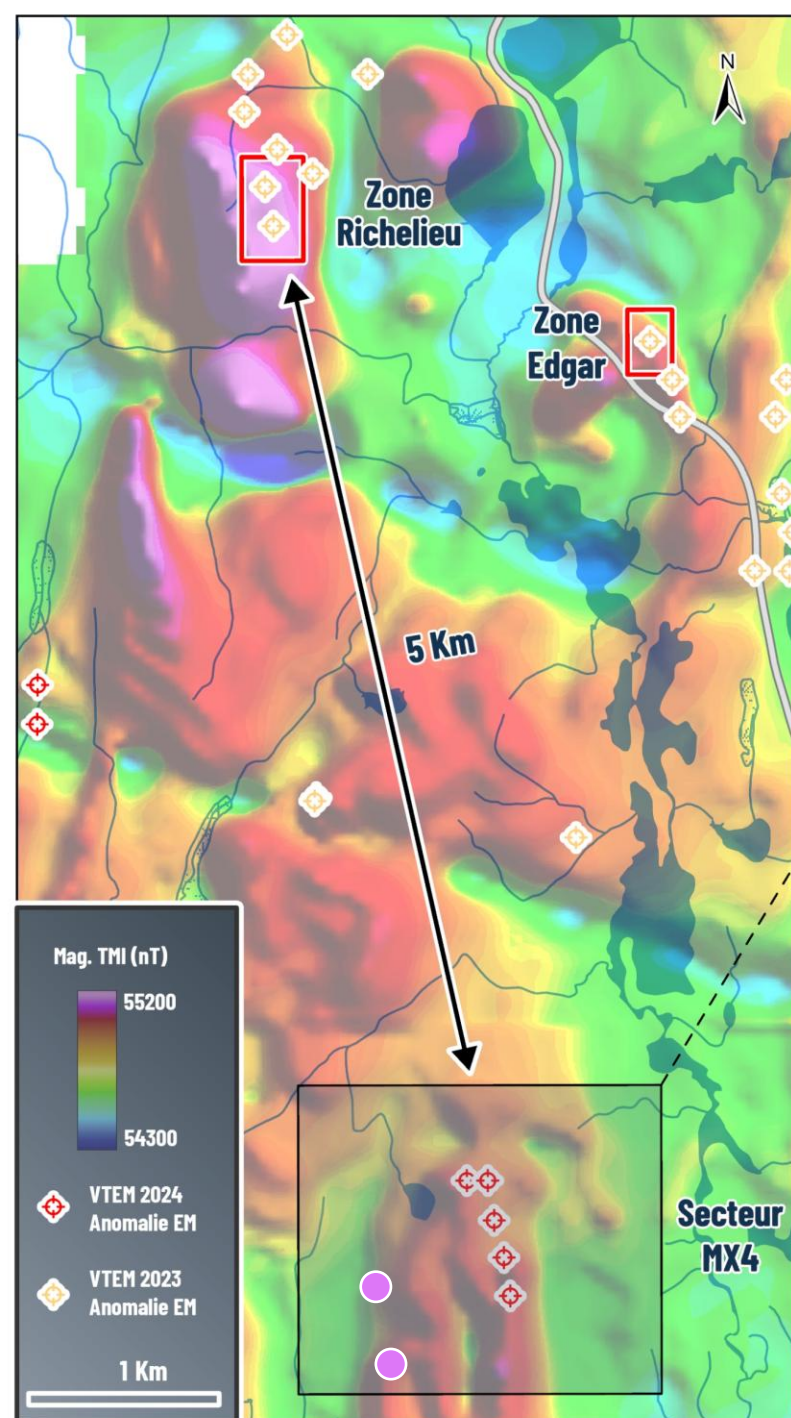 N
Zone
Richelieu
Zone
Edgar
5 Km
Mag. TMI (nT)
55200
54300
VTEM 2024
Anomalie EM
VTEM 2023
Anomalie EM
1 Km
Secteur
MX4